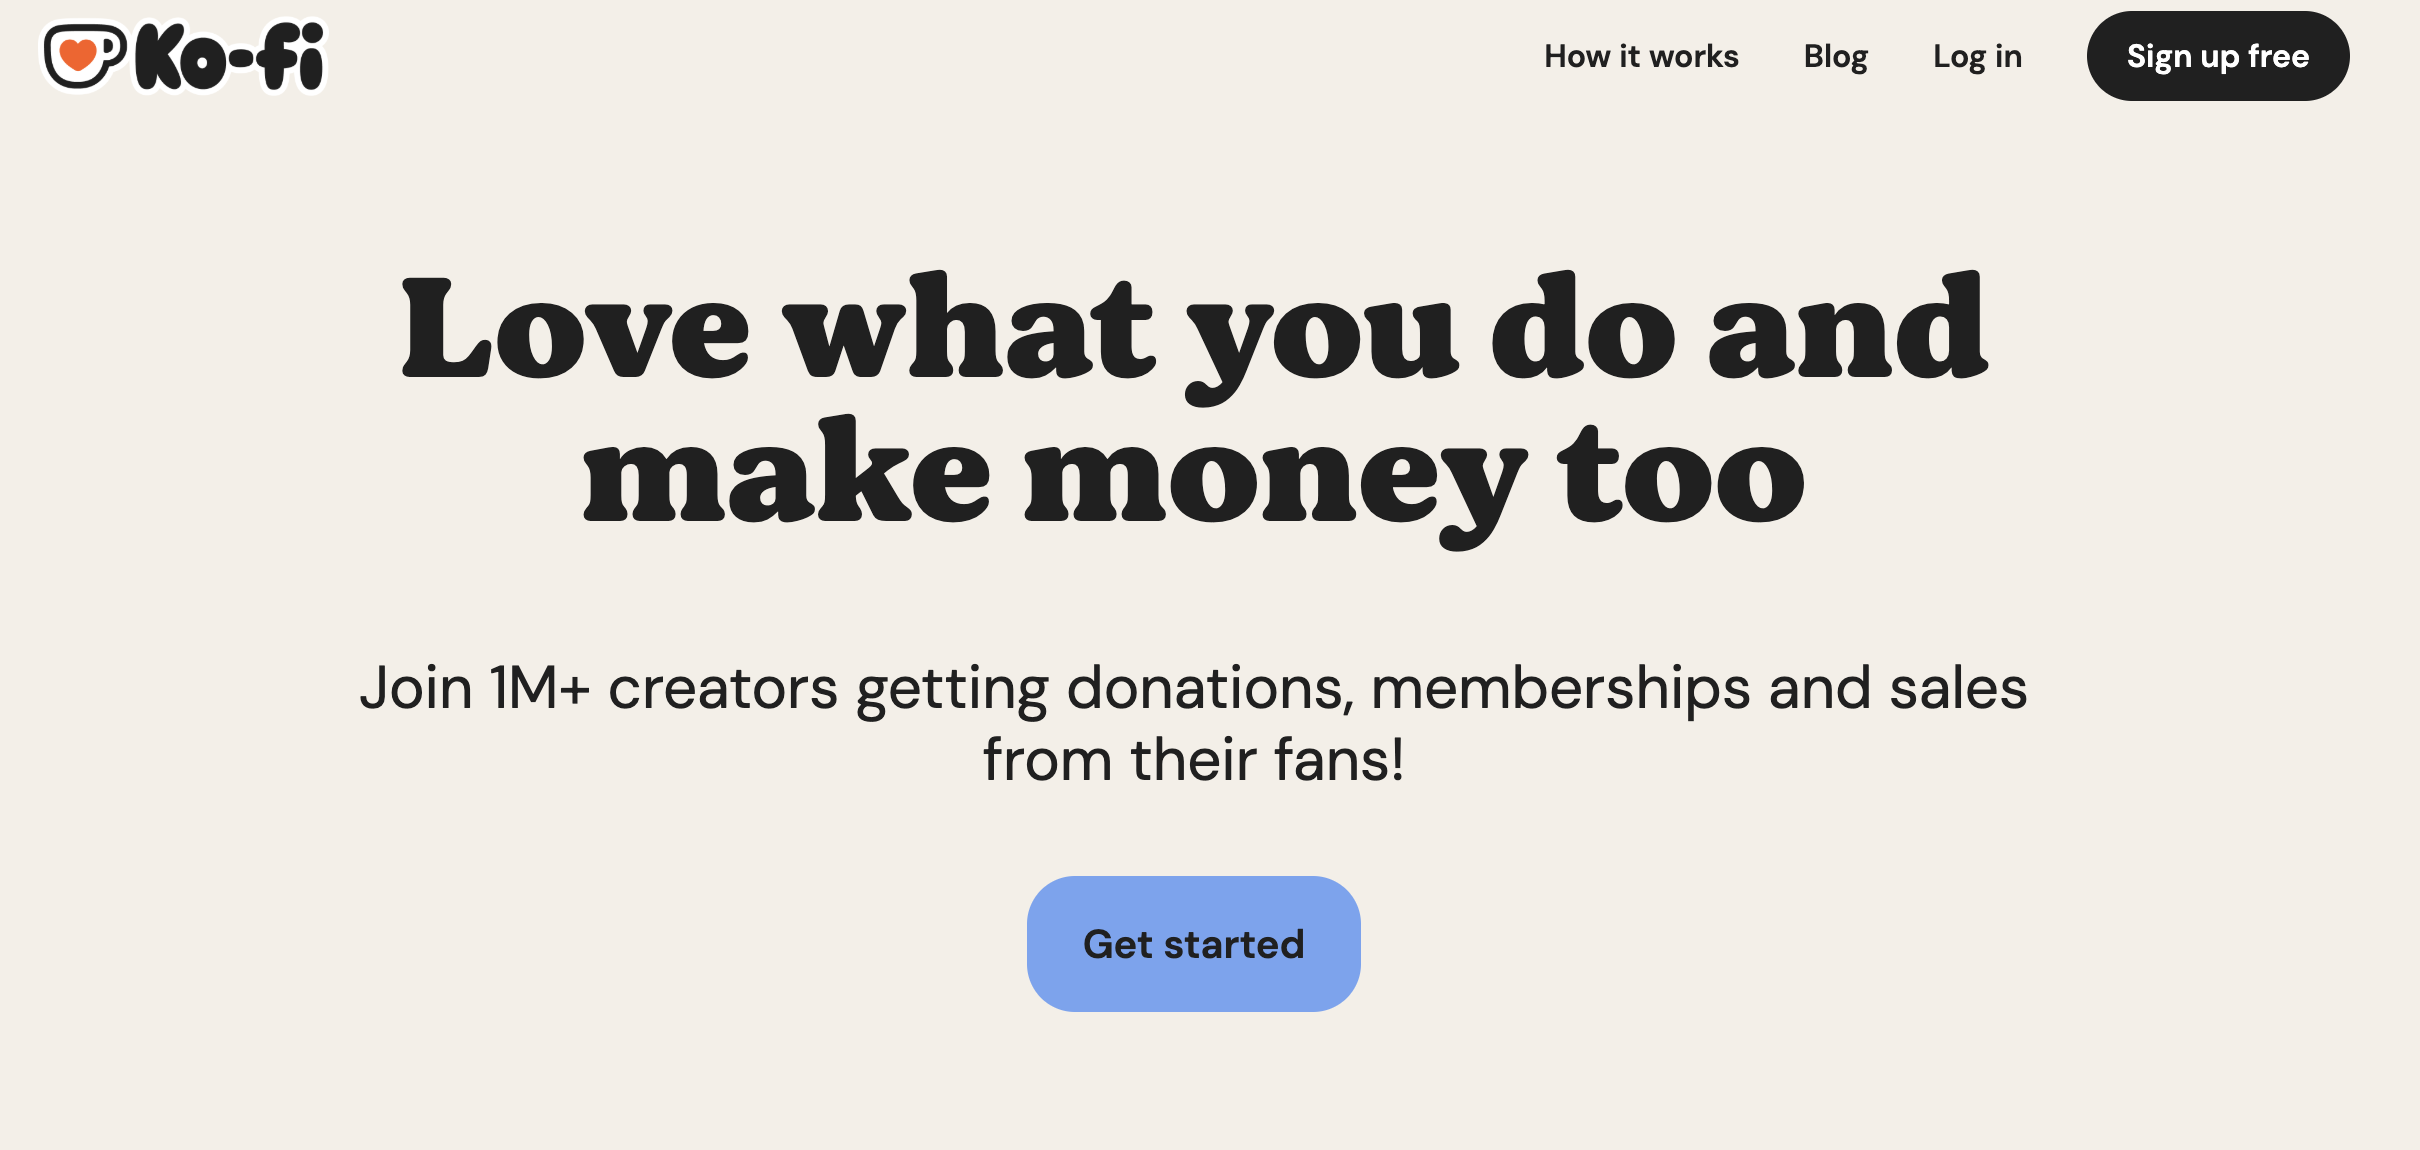 Ko-fi
How it works
Blog
Log in
Sign up free
Love what you do and
make money too
Join 1M+ creators getting donations, memberships and sales
from their fans!
Get started